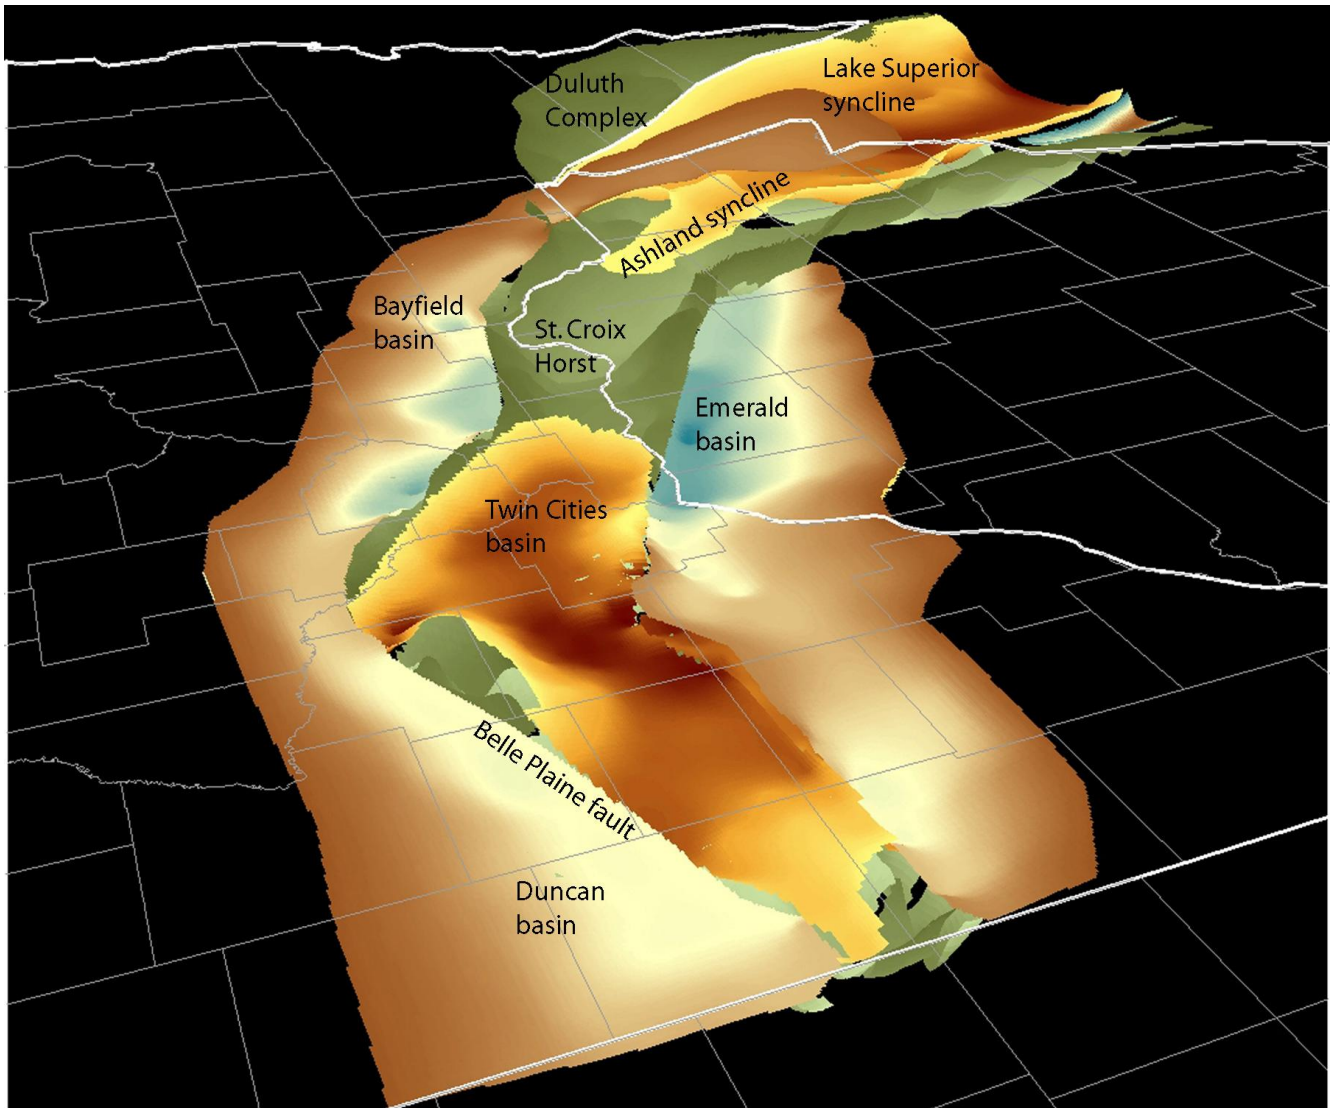 Duluth
Complex
Lake Superior
syncline
Ashland syncline
Bayfield
basin
St. Croix
Horst
Emerald
basin
Twin Cities
basin
Belle Plaine fault
Duncan
basin